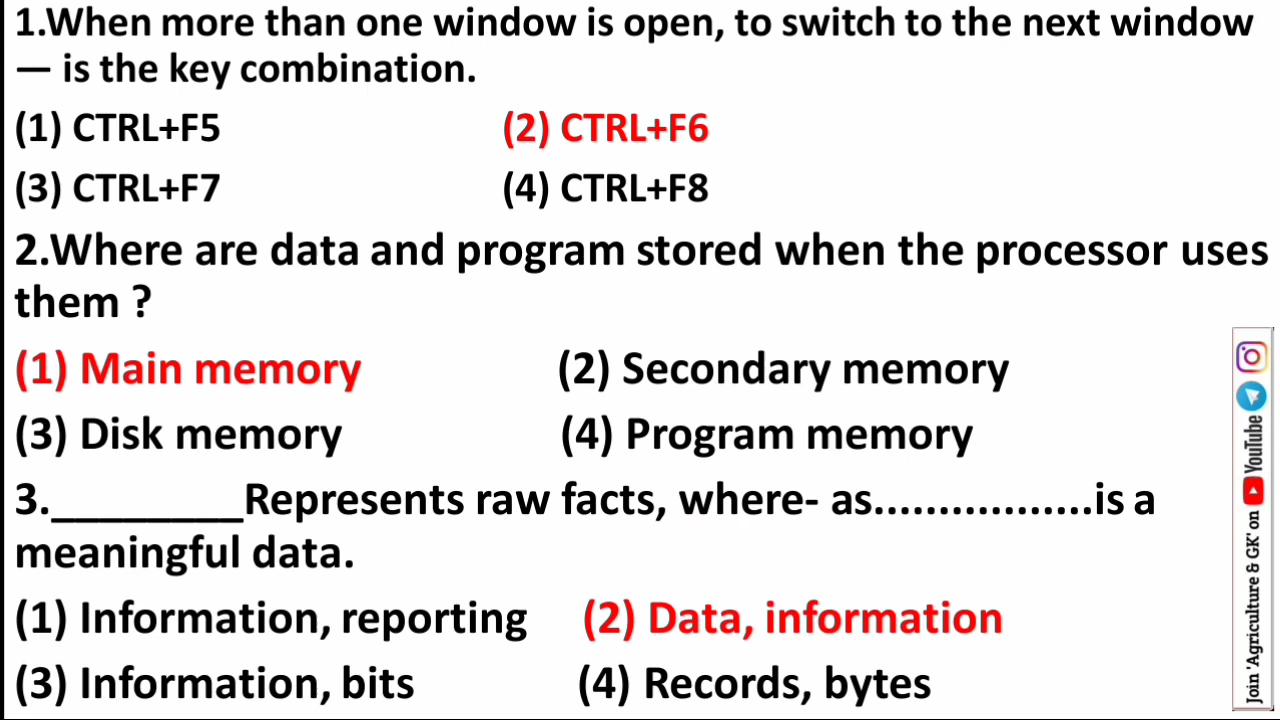 1.When more than one window is open, to switch to the next window
— is the key combination.
(1) CTRL+F5 (2) CTRL+F6
(3) CTRL+F7 (4) CTRL+F8
2.Where are data and program stored when the processor uses
them ?
(1) Main memory (2) Secondary memory
(3) Disk memory (4) Program memory
3.________Represents raw facts, where- as.................is a
meaningful data.
(1) Information, reporting (2) Data, information
(3) Information, bits (4) Records, bytes
Join 'Agriculture & GK' on YouTube